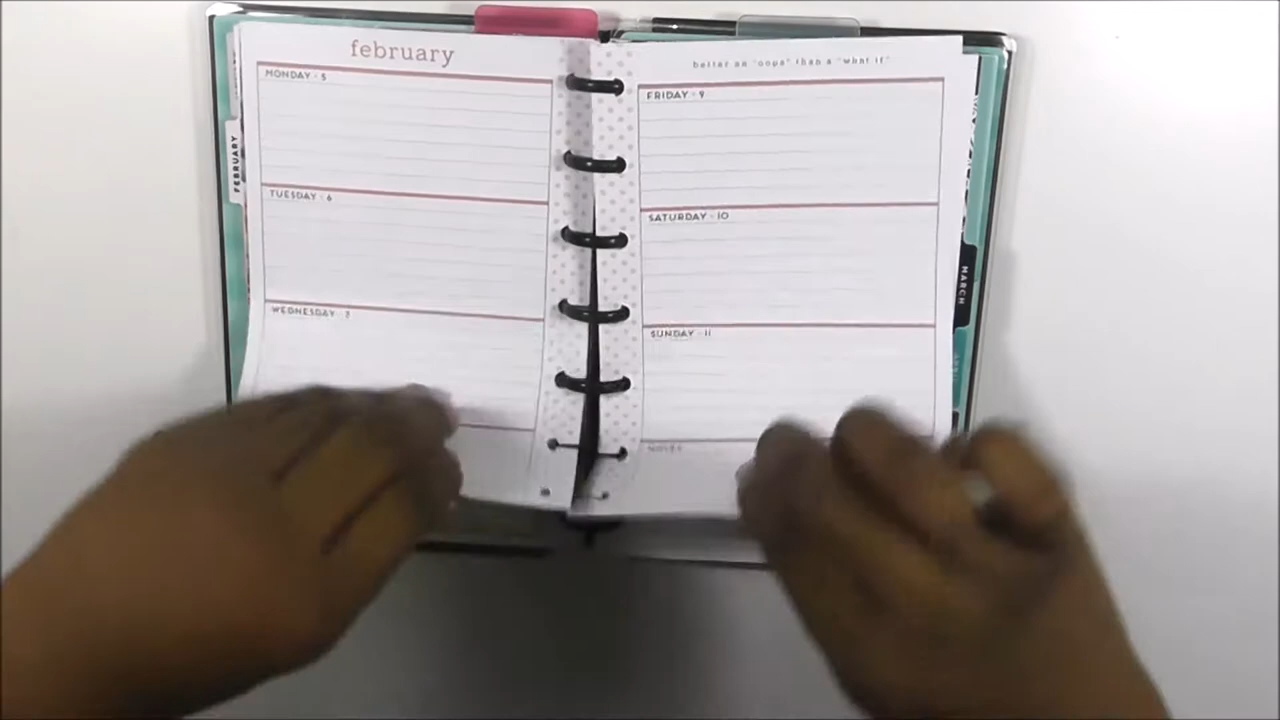 february
MONDAY · 5
TUESDAY · 6
WEDNESDAY · 7
FEBRUARY
better an "oops" than a "what if"
FRIDAY · 9
SATURDAY · 10
SUNDAY · 11
NOTES
MARCH